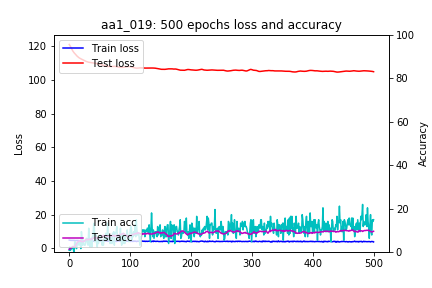 aa1_019: 500 epochs loss and accuracy
120
100
80
60
40
20
0
Loss
Train loss
Test loss
Train acc
Test acc
100
80
60
40
20
0
Accuracy
0
100
200
300
400
500